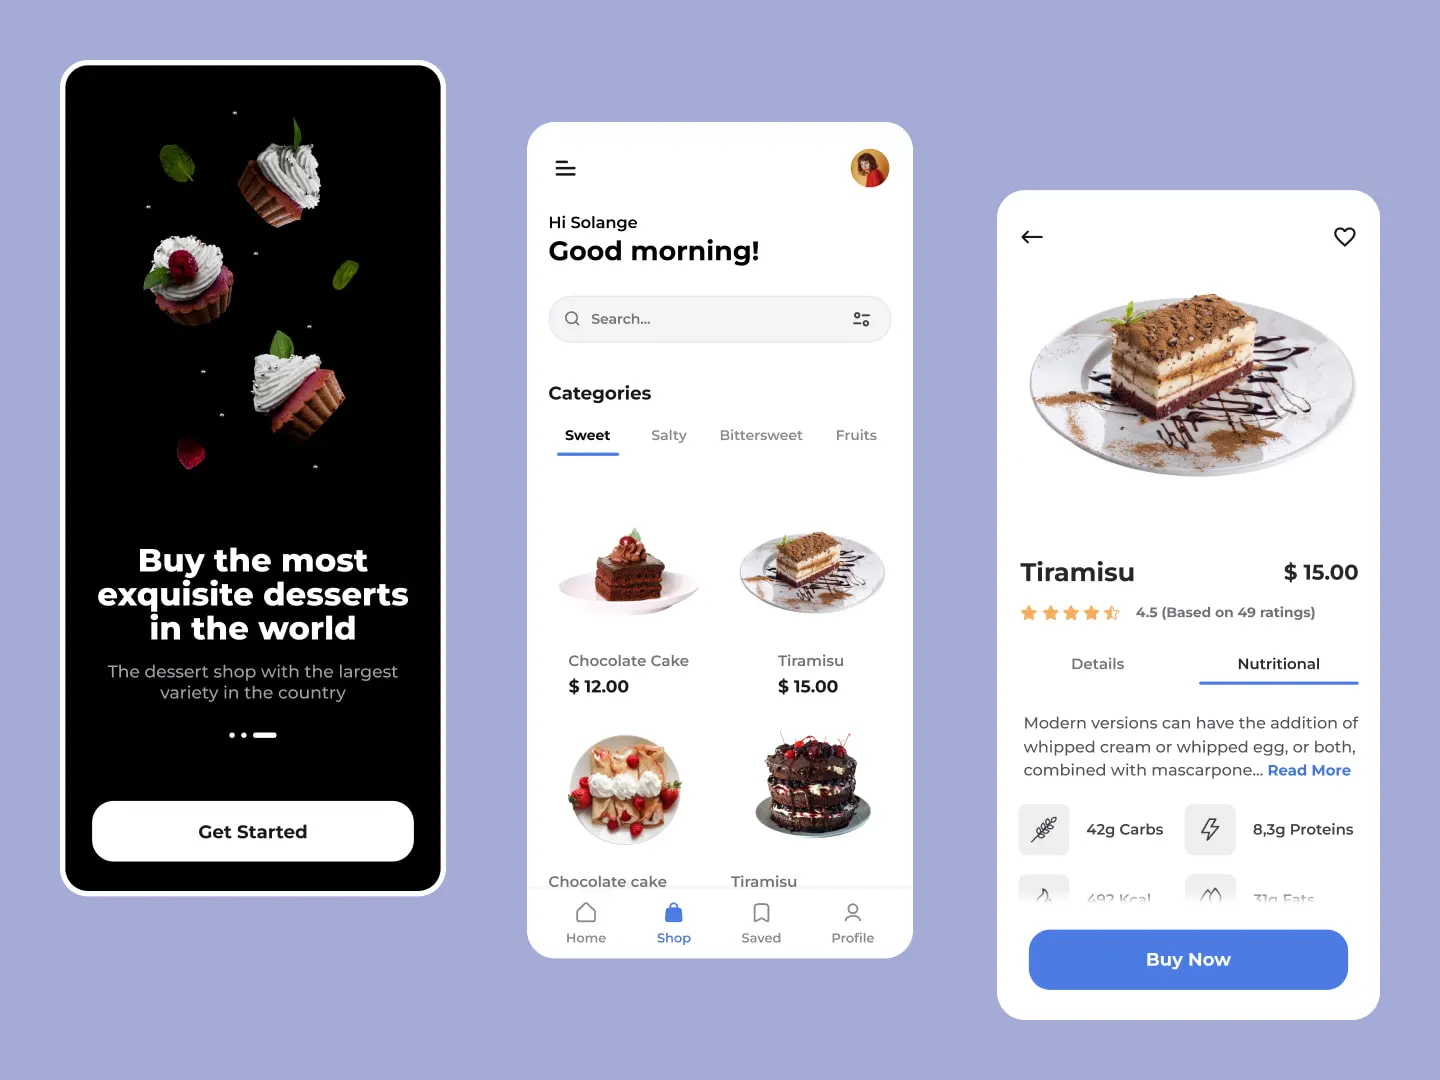 Buy the most
exquisite desserts
in the world
The dessert shop with the largest
variety in the country
Get Started
Hi Solange
Good morning!
Search...
Categories
Sweet Salty Bittersweet Fruits
Chocolate Cake Tiramisu
$ 12.00 $ 15.00
Chocolate cake Tiramisu
Home Shop Saved Profile
Tiramisu $ 15.00
4.5 (Based on 49 ratings)
Details Nutritional
Modern versions can have the addition of
whipped cream or whipped egg, or both,
combined with mascarpone... Read More
42g Carbs 8,3g Proteins
492 Kcal 31g Fats
Buy Now